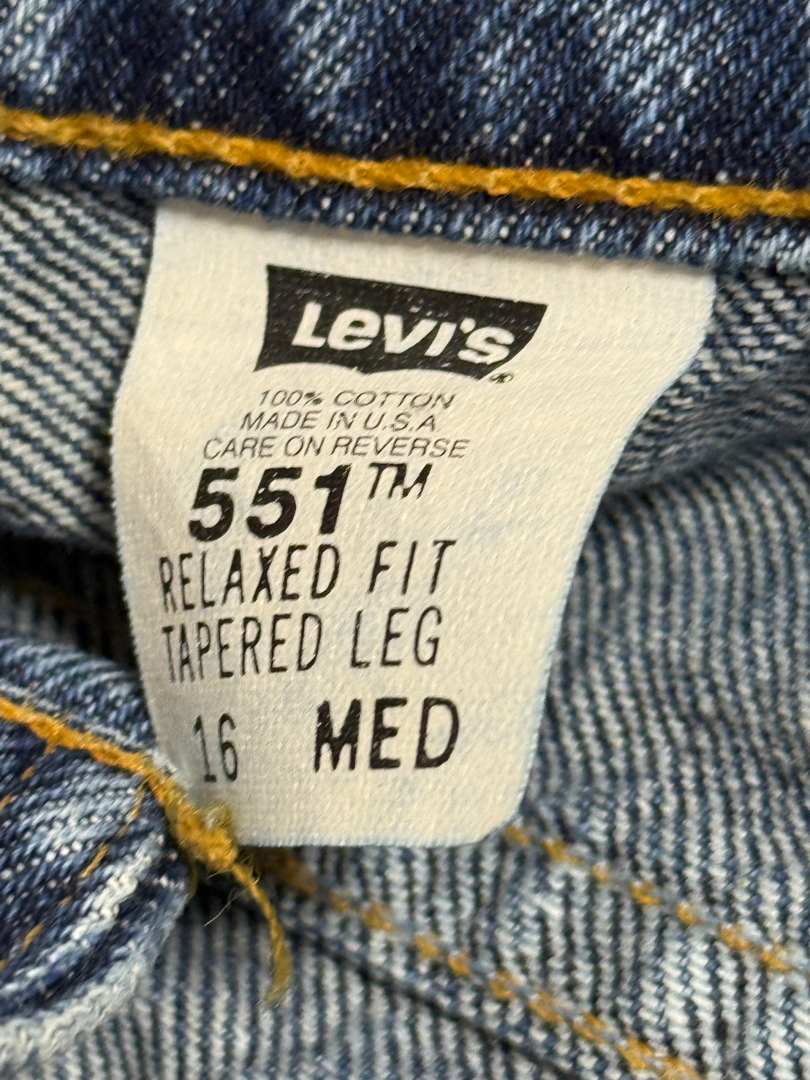 Levi's®
100% COTTON
MADE IN U.S.A
CARE ON REVERSE
551™
RELAXED FIT
TAPERED LEG
16 MED